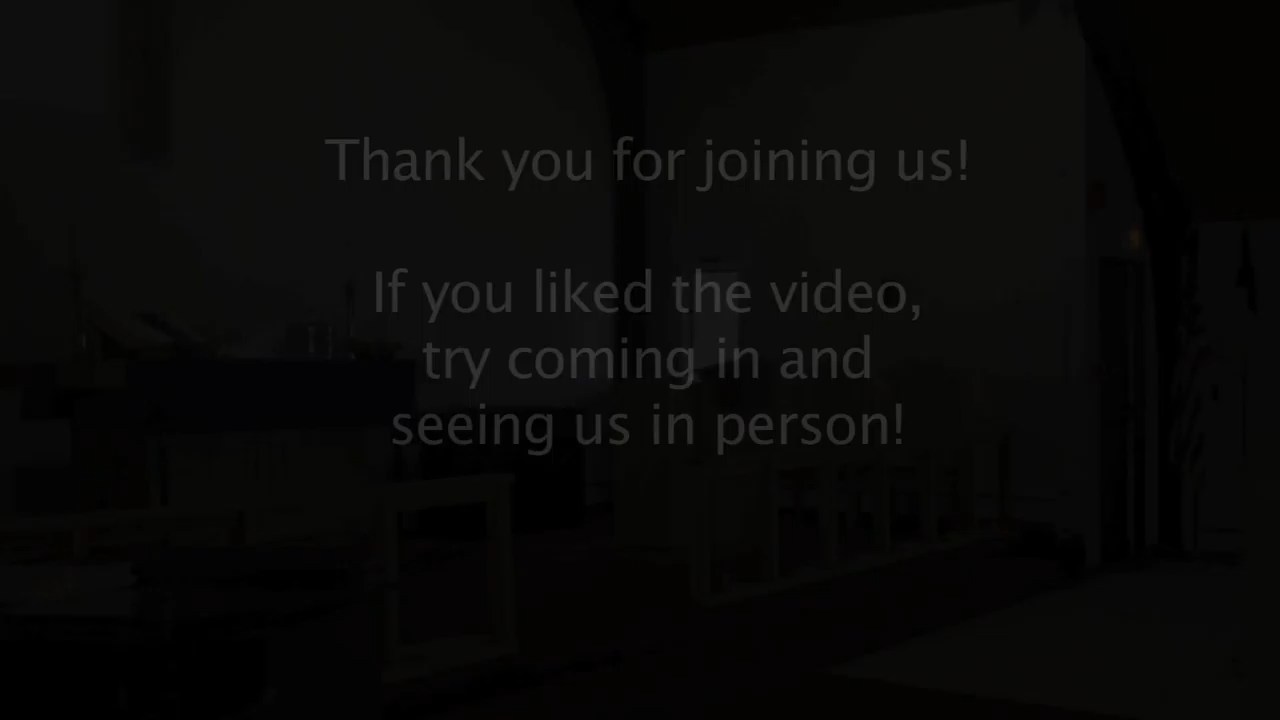 Thank you for joining us!
If you liked the video,
try coming in and
seeing us in person!